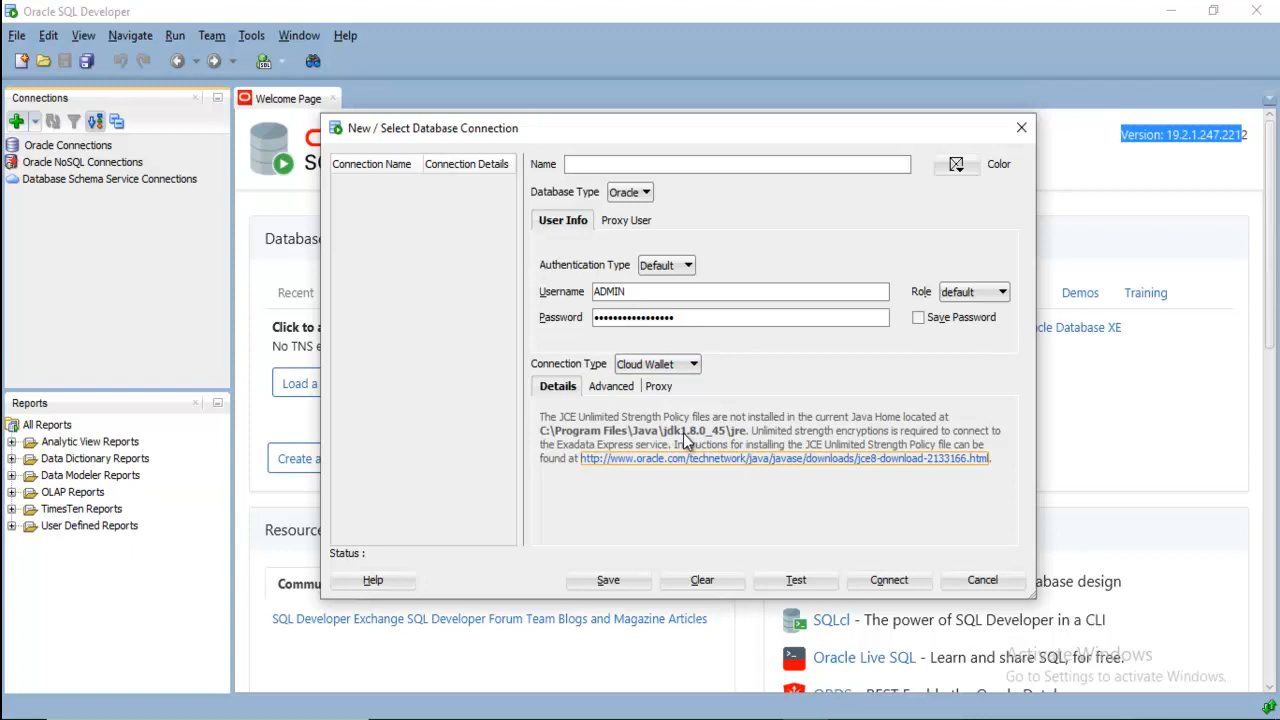 Oracle SQL Developer
File Edit View Navigate Run Team Tools Window Help
Connections
Oracle Connections
Oracle NoSQL Connections
Database Schema Service Connections
Reports
All Reports
Analytic View Reports
Data Dictionary Reports
Data Modeler Reports
OLAP Reports
TimesTen Reports
User Defined Reports
Welcome Page
Version: 19.2.1.247.2212
Recent
Click to
No TNS
Load a
Create a
Demos Training
Database XE
SQL Developer Exchange SQL Developer Forum Team Blogs and Magazine Articles
design
SQLcl - The power of SQL Developer in a CLI
Oracle Live SQL - Learn and share SQL, for free.
Activate Windows
Go to Settings to activate Windows.
New / Select Database Connection
Connection Name Connection Details
Name
Color
Database Type Oracle
User Info Proxy User
Authentication Type Default
Username ADMIN
Role default
Password •••••••••••••••••
Save Password
Connection Type Cloud Wallet
Details Advanced Proxy
The JCE Unlimited Strength Policy files are not installed in the current Java Home located at
C:\Program Files\Java\jdk1.8.0_45\jre. Unlimited strength encryptions is required to connect to
the Exadata Express service. Instructions for installing the JCE Unlimited Strength Policy file can be
found at http://www.oracle.com/technetwork/java/javase/downloads/jce8-download-2133166.html.
Status :
Help Save Clear Test Connect Cancel